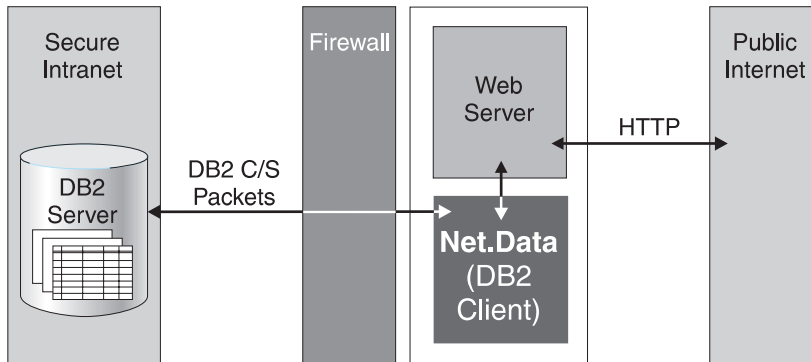 Secure
Intranet
DB2
Server
DB2 C/S
Packets
Firewall
Web
Server
Net.Data
(DB2
Client)
HTTP
Public
Internet